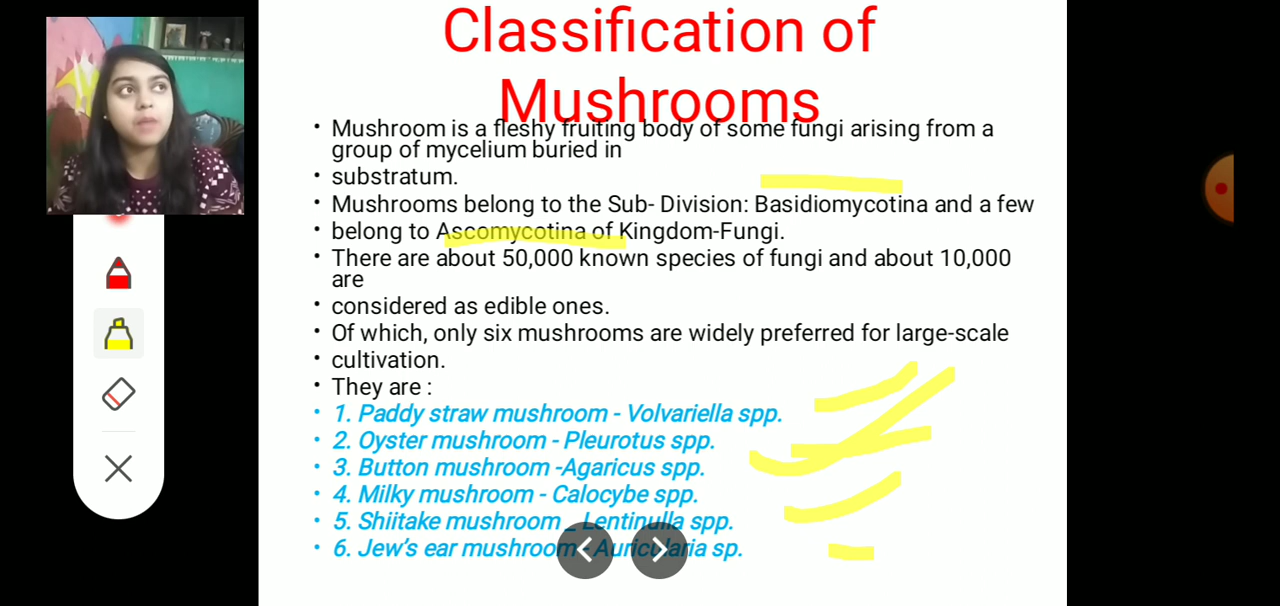 Classification of
Mushrooms
• Mushroom is a fleshy fruiting body of some fungi arising from a
group of mycelium buried in
• substratum.
• Mushrooms belong to the Sub- Division: Basidiomycotina and a few
• belong to Ascomycotina of Kingdom-Fungi.
• There are about 50,000 known species of fungi and about 10,000
are
• considered as edible ones.
• Of which, only six mushrooms are widely preferred for large-scale
• cultivation.
• They are :
• 1. Paddy straw mushroom - Volvariella spp.
• 2. Oyster mushroom - Pleurotus spp.
• 3. Button mushroom -Agaricus spp.
• 4. Milky mushroom - Calocybe spp.
• 5. Shiitake mushroom _ Lentinulla spp.
• 6. Jew's ear mushroom - Auricularia sp.